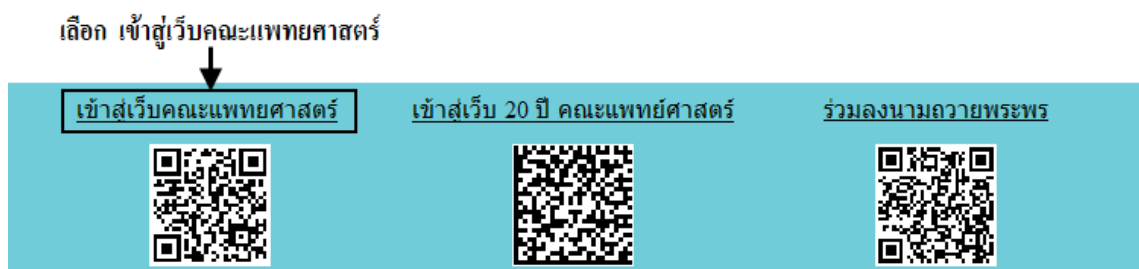 เลือก เข้าสู่เว็บคณะแพทยศาสตร์
เข้าสู่เว็บคณะแพทยศาสตร์
เข้าสู่เว็บ 20 ปี คณะแพทย์ศาสตร์
ร่วมลงนามถวายพระพร